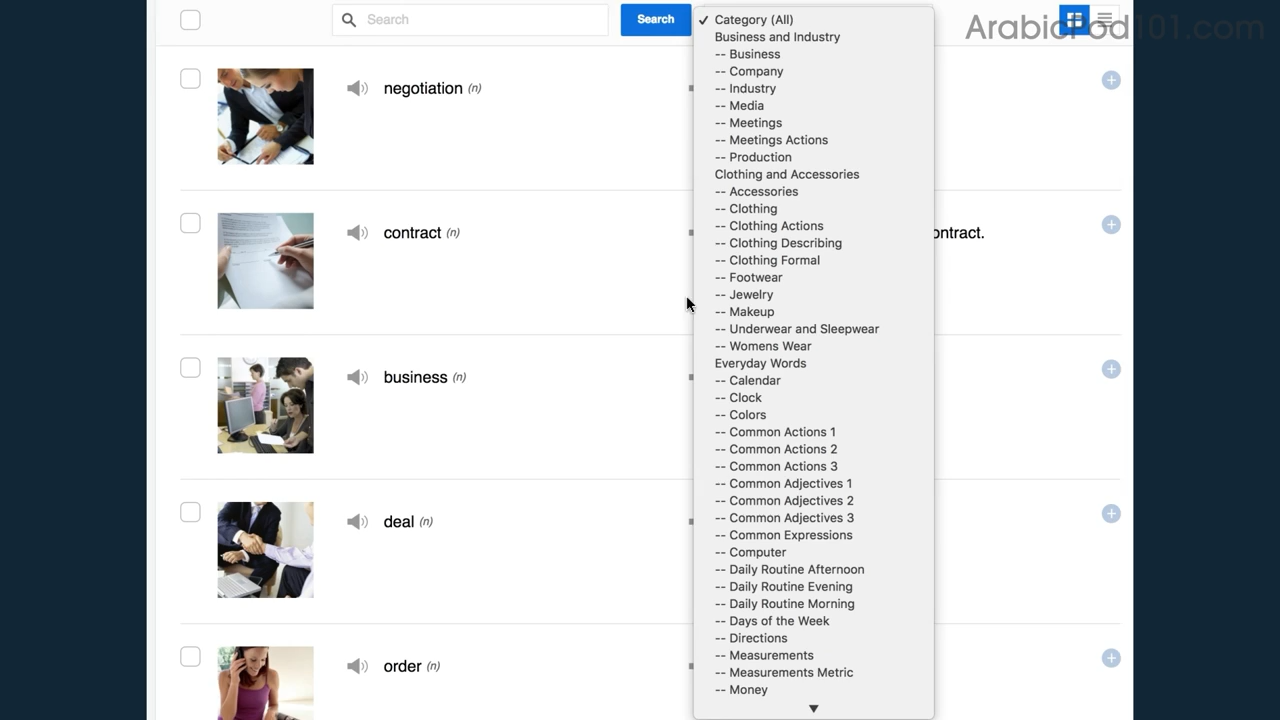 Search
Search
ArabicPod101.com
✓ Category (All)
Business and Industry
-- Business
-- Company
-- Industry
-- Media
-- Meetings
-- Meetings Actions
-- Production
Clothing and Accessories
-- Accessories
-- Clothing
-- Clothing Actions
-- Clothing Describing
-- Clothing Formal
-- Footwear
-- Jewelry
-- Makeup
-- Underwear and Sleepwear
-- Womens Wear
Everyday Words
-- Calendar
-- Clock
-- Colors
-- Common Actions 1
-- Common Actions 2
-- Common Actions 3
-- Common Adjectives 1
-- Common Adjectives 2
-- Common Adjectives 3
-- Common Expressions
-- Computer
-- Daily Routine Afternoon
-- Daily Routine Evening
-- Daily Routine Morning
-- Days of the Week
-- Directions
-- Measurements
-- Measurements Metric
-- Money
negotiation (n)
contract (n)
ontract.
business (n)
deal (n)
order (n)